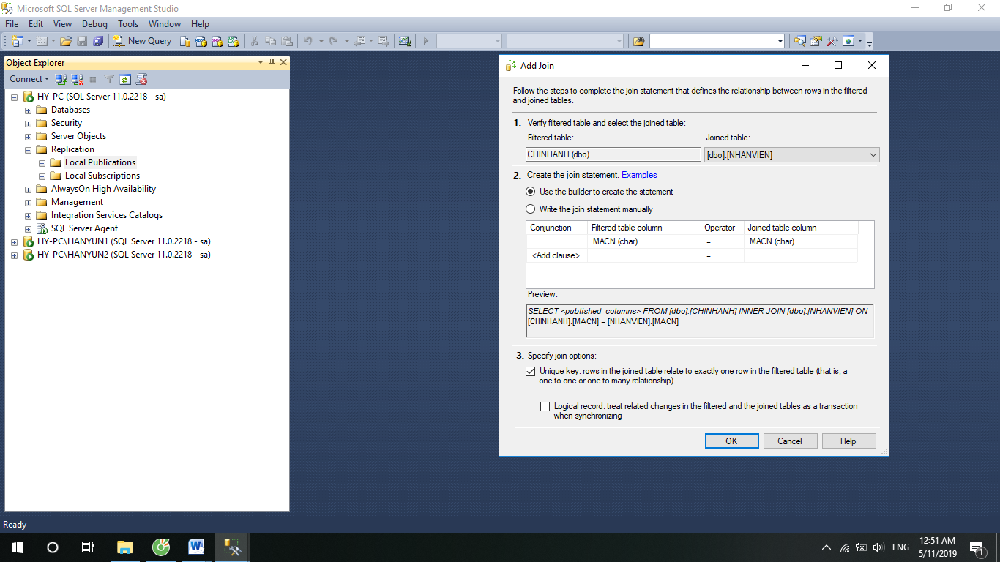 Microsoft SQL Server Management Studio
File Edit View Debug Tools Window Help
New Query
Object Explorer
Connect
HY-PC (SQL Server 11.0.2218 - sa)
Databases
Security
Server Objects
Replication
Local Publications
Local Subscriptions
AlwaysOn High Availability
Management
Integration Services Catalogs
SQL Server Agent
HY-PC\HANYUN1 (SQL Server 11.0.2218 - sa)
HY-PC\HANYUN2 (SQL Server 11.0.2218 - sa)
Add Join
Follow the steps to complete the join statement that defines the relationship between rows in the filtered
and joined tables.
1. Verify filtered table and select the joined table:
Filtered table: Joined table:
CHINHANH (dbo) [dbo].[NHANVIEN]
2. Create the join statement. Examples
Use the builder to create the statement
Write the join statement manually
Conjunction Filtered table column Operator Joined table column
MACN (char) = MACN (char)
<Add clause> =
Preview:
SELECT <published_columns> FROM [dbo].[CHINHANH] INNER JOIN [dbo].[NHANVIEN] ON
[CHINHANH].[MACN] = [NHANVIEN].[MACN]
3. Specify join options:
Unique key: rows in the joined table relate to exactly one row in the filtered table (that is, a
one-to-one or one-to-many relationship)
Logical record: treat related changes in the filtered and the joined tables as a transaction
when synchronizing
OK Cancel Help
Ready
ENG
12:51 AM
5/11/2019
1